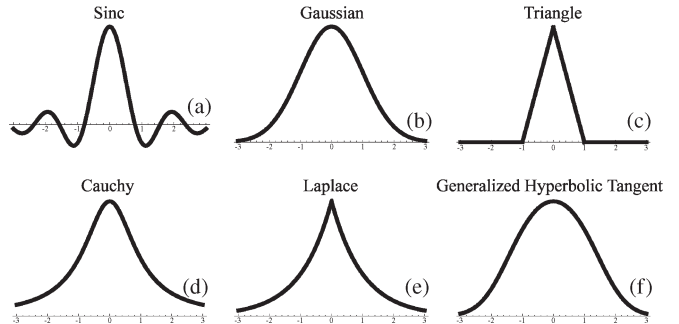 Sinc Gaussian Triangle
(a) (b) (c)
-2 -1 0 1 2 -3 -2 -1 0 1 2 3 -3 -2 -1 0 1 2 3
Cauchy Laplace Generalized Hyperbolic Tangent
(d) (e) (f)
-3 -2 -1 0 1 2 3 -3 -2 -1 0 1 2 3 -3 -2 -1 0 1 2 3